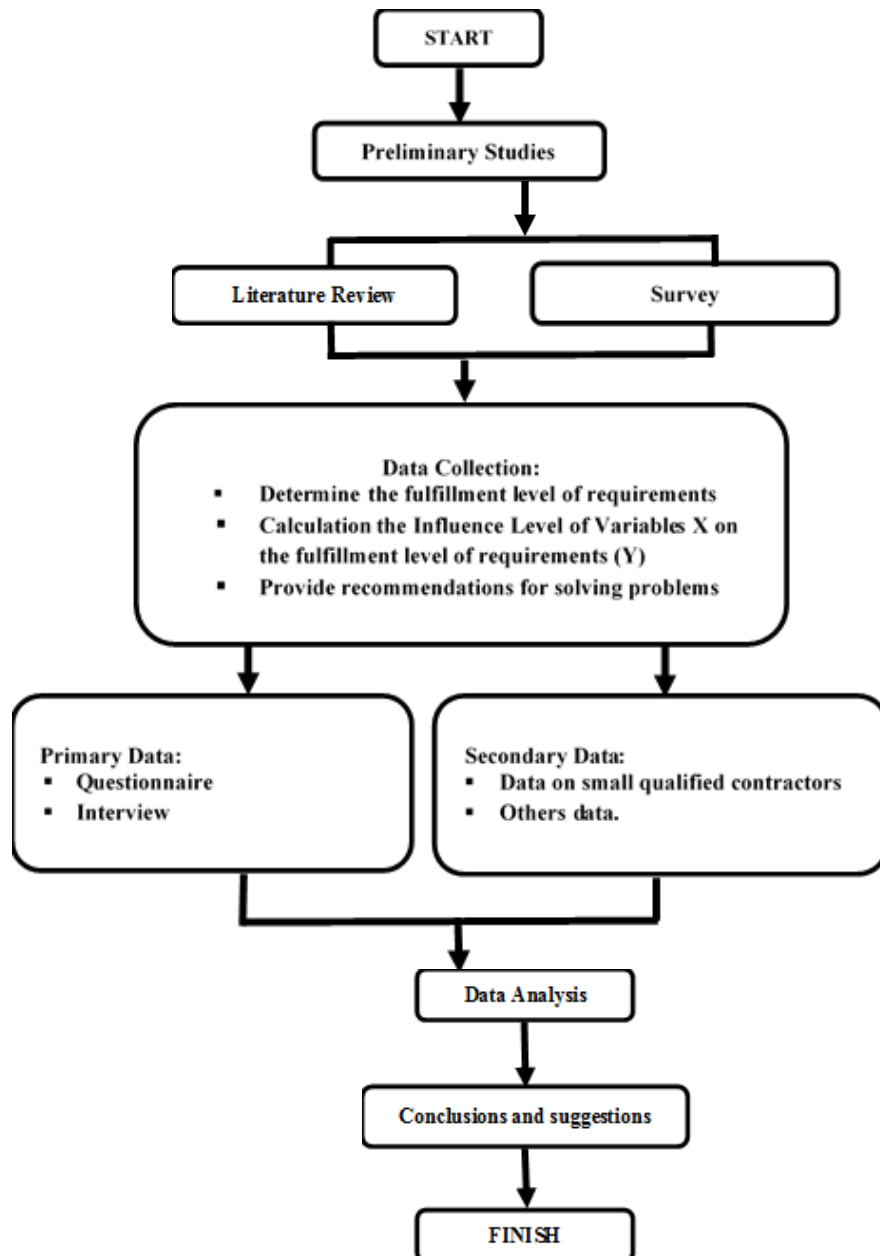 START
Preliminary Studies
Literature Review
Survey
Data Collection:
▪ Determine the fulfillment level of requirements
▪ Calculation the Influence Level of Variables X on
the fulfillment level of requirements (Y)
▪ Provide recommendations for solving problems
Primary Data:
▪ Questionnaire
▪ Interview
Secondary Data:
▪ Data on small qualified contractors
▪ Others data.
Data Analysis
Conclusions and suggestions
FINISH